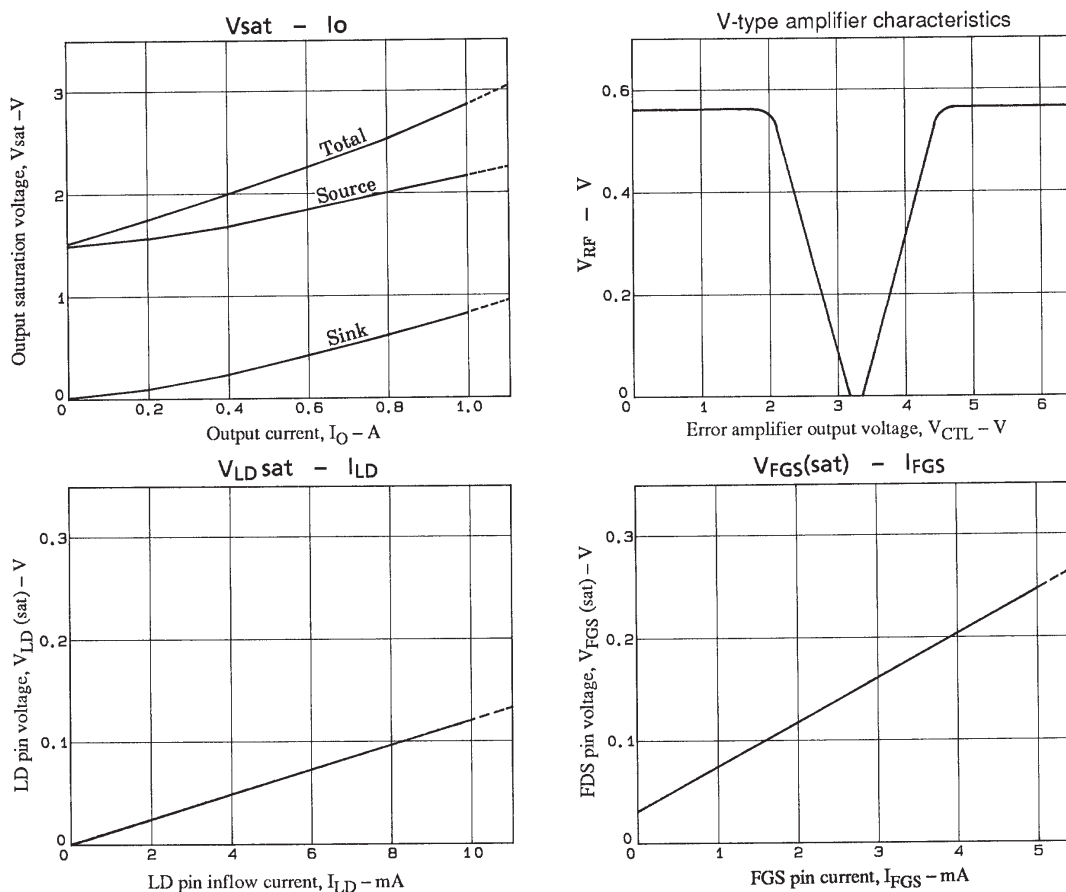 Vsat – Io
Output saturation voltage, Vsat – V
3
2
1
0
Total
Source
Sink
0 0.2 0.4 0.6 0.8 1.0
Output current, IO – A
V-type amplifier characteristics
VRF – V
0.6
0.4
0.2
0
0 1 2 3 4 5 6
Error amplifier output voltage, VCTL – V
VLD sat – ILD
LD pin voltage, VLD (sat) – V
0.3
0.2
0.1
0
0 2 4 6 8 10
LD pin inflow current, ILD – mA
VFGS(sat) – IFGS
FDS pin voltage, VFGS (sat) – V
0.3
0.2
0.1
0
0 1 2 3 4 5
FGS pin current, IFGS – mA